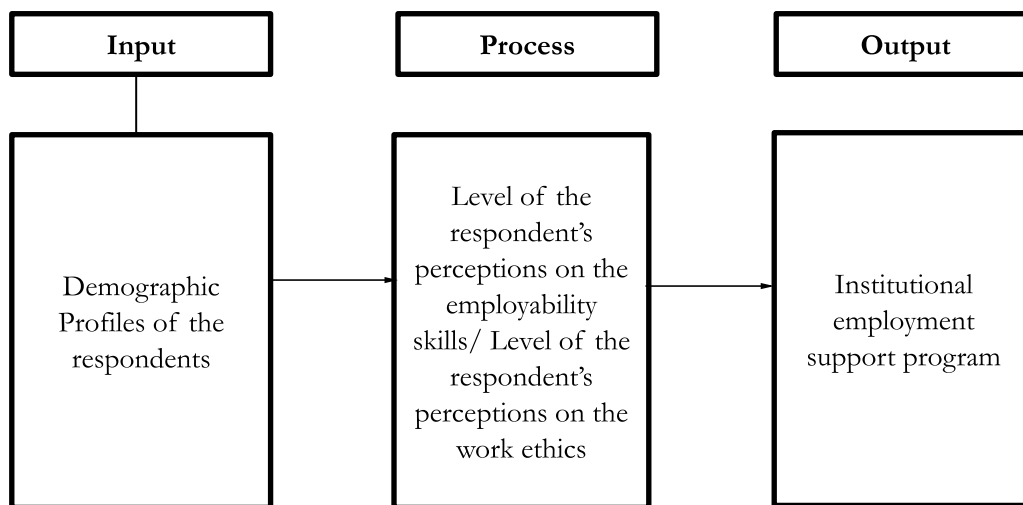 Input
Process
Output
Demographic
Profiles of the
respondents
Level of the
respondent’s
perceptions on the
employability
skills/ Level of the
respondent’s
perceptions on the
work ethics
Institutional
employment
support program